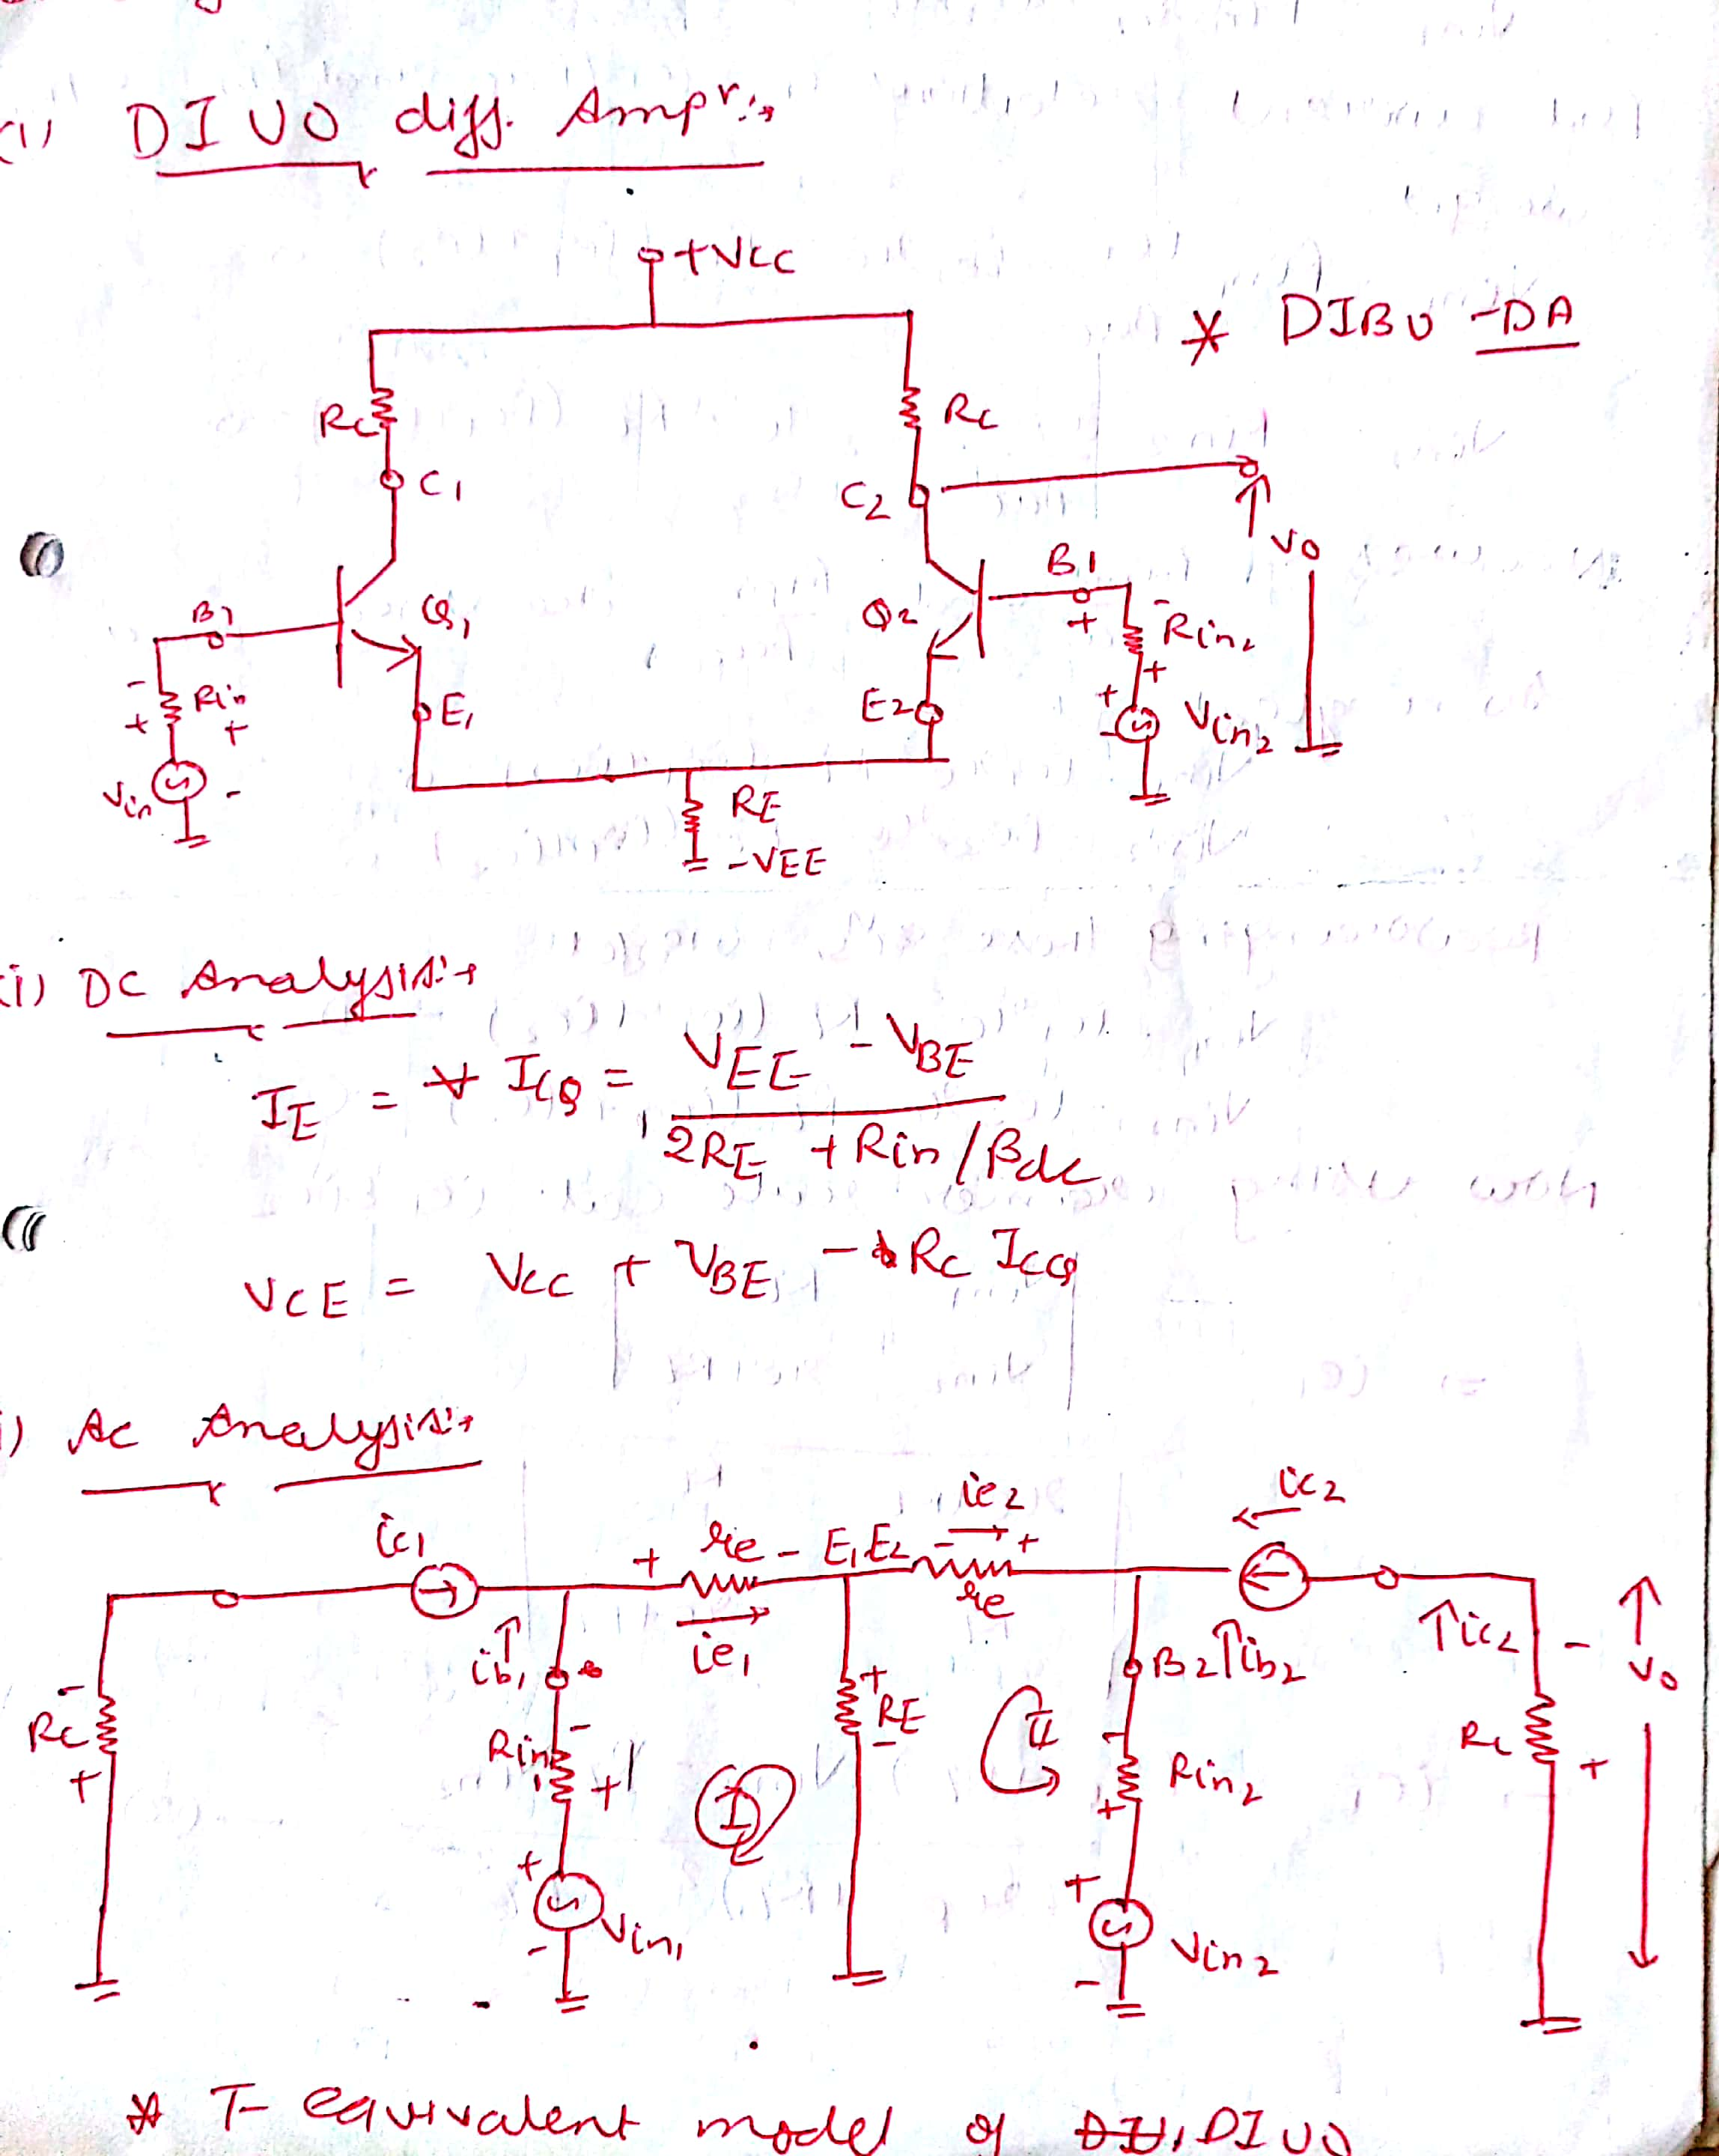 (i) DIUO diff. Ampr:→
+Vcc
* DIBU -DA
Rc
Rc
C1
C2
Vo
B1
Q1
Q2
B1
+
-
Rin2
+
-
Rin
+
+
E1
E2
+
-
Vin2
Vin
-
RE
-VEE
i) DC Analysis:→
IE = ICQ = VEE - VBE
2RE + Rin/βdc
VCE = Vcc + VBE - Rc ICQ
i) Ac Analysis:→
ic1
+ re - E1E2 - +
ie2
ic2
re
ib1
ie1
B2 ib2
ic2
-
Vo
-
Rc
+
Rin1
-
+
+
RE
-
I
II
-
Rin2
+
Rc
+
+
Vin1
-
+
Vin2
-
* T- equivalent model of DIUO